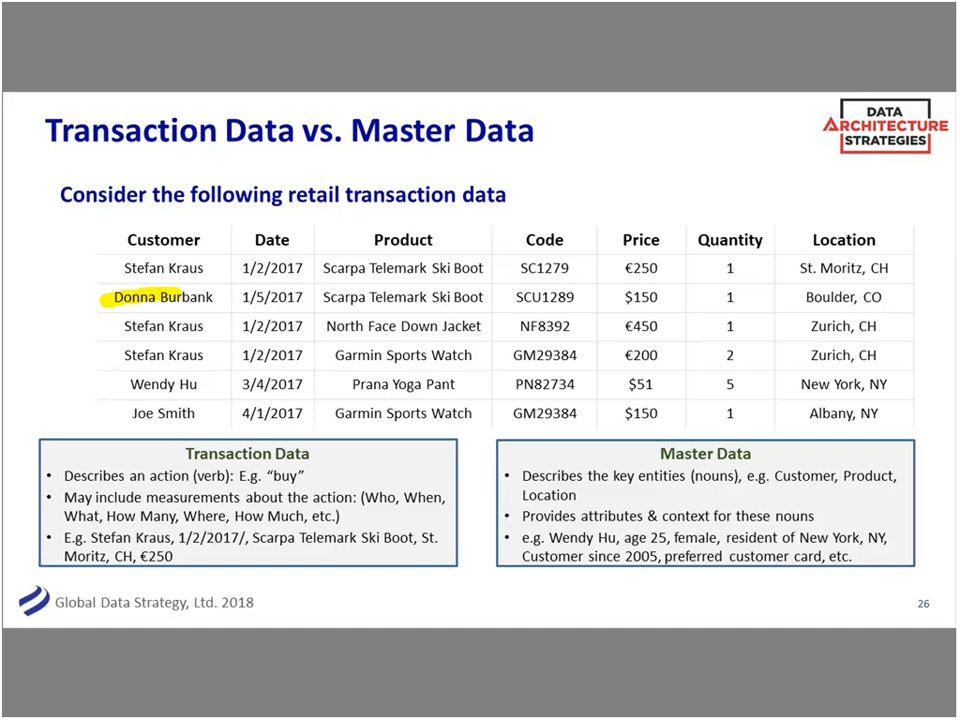 Transaction Data vs. Master Data
DATA
ARCHITECTURE
STRATEGIES
Consider the following retail transaction data
Customer Date Product Code Price Quantity Location
Stefan Kraus 1/2/2017 Scarpa Telemark Ski Boot SC1279 €250 1 St. Moritz, CH
Donna Burbank 1/5/2017 Scarpa Telemark Ski Boot SCU1289 $150 1 Boulder, CO
Stefan Kraus 1/2/2017 North Face Down Jacket NF8392 €450 1 Zurich, CH
Stefan Kraus 1/2/2017 Garmin Sports Watch GM29384 €200 2 Zurich, CH
Wendy Hu 3/4/2017 Prana Yoga Pant PN82734 $51 5 New York, NY
Joe Smith 4/1/2017 Garmin Sports Watch GM29384 $150 1 Albany, NY
Transaction Data
• Describes an action (verb): E.g. “buy”
• May include measurements about the action: (Who, When,
What, How Many, Where, How Much, etc.)
• E.g. Stefan Kraus, 1/2/2017/, Scarpa Telemark Ski Boot, St.
Moritz, CH, €250
Master Data
• Describes the key entities (nouns), e.g. Customer, Product,
Location
• Provides attributes & context for these nouns
• e.g. Wendy Hu, age 25, female, resident of New York, NY,
Customer since 2005, preferred customer card, etc.
Global Data Strategy, Ltd. 2018
26